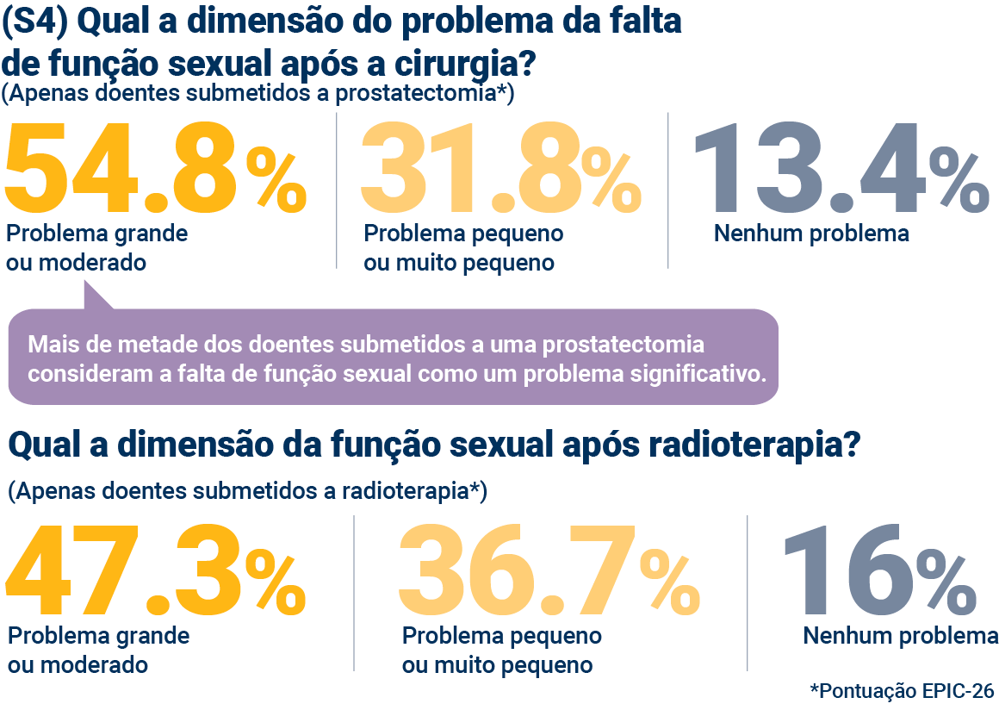 (S4) Qual a dimensão do problema da falta
de função sexual após a cirurgia?
(Apenas doentes submetidos a prostatectomia*)
54.8% 31.8% 13.4%
Problema grande
ou moderado
Problema pequeno
ou muito pequeno
Nenhum problema
Mais de metade dos doentes submetidos a uma prostatectomia
consideram a falta de função sexual como um problema significativo.
Qual a dimensão da função sexual após radioterapia?
(Apenas doentes submetidos a radioterapia*)
47.3% 36.7% 16%
Problema grande
ou moderado
Problema pequeno
ou muito pequeno
Nenhum problema
*Pontuação EPIC-26